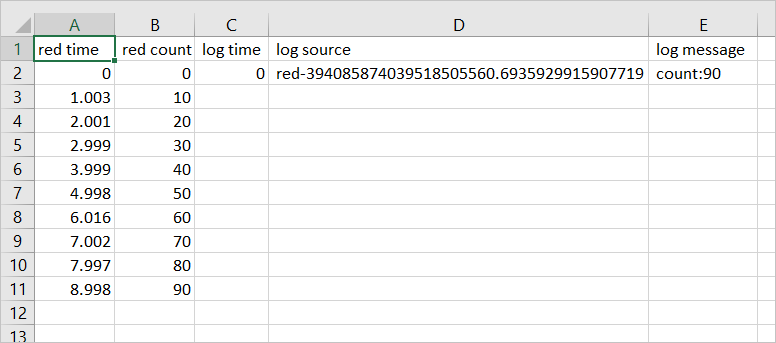 A B C D E
1 red time red count log time log source log message
2 0 0 0 red-394085874039518505560.6935929915907719 count:90
3 1.003 10
4 2.001 20
5 2.999 30
6 3.999 40
7 4.998 50
8 6.016 60
9 7.002 70
10 7.997 80
11 8.998 90
12
13